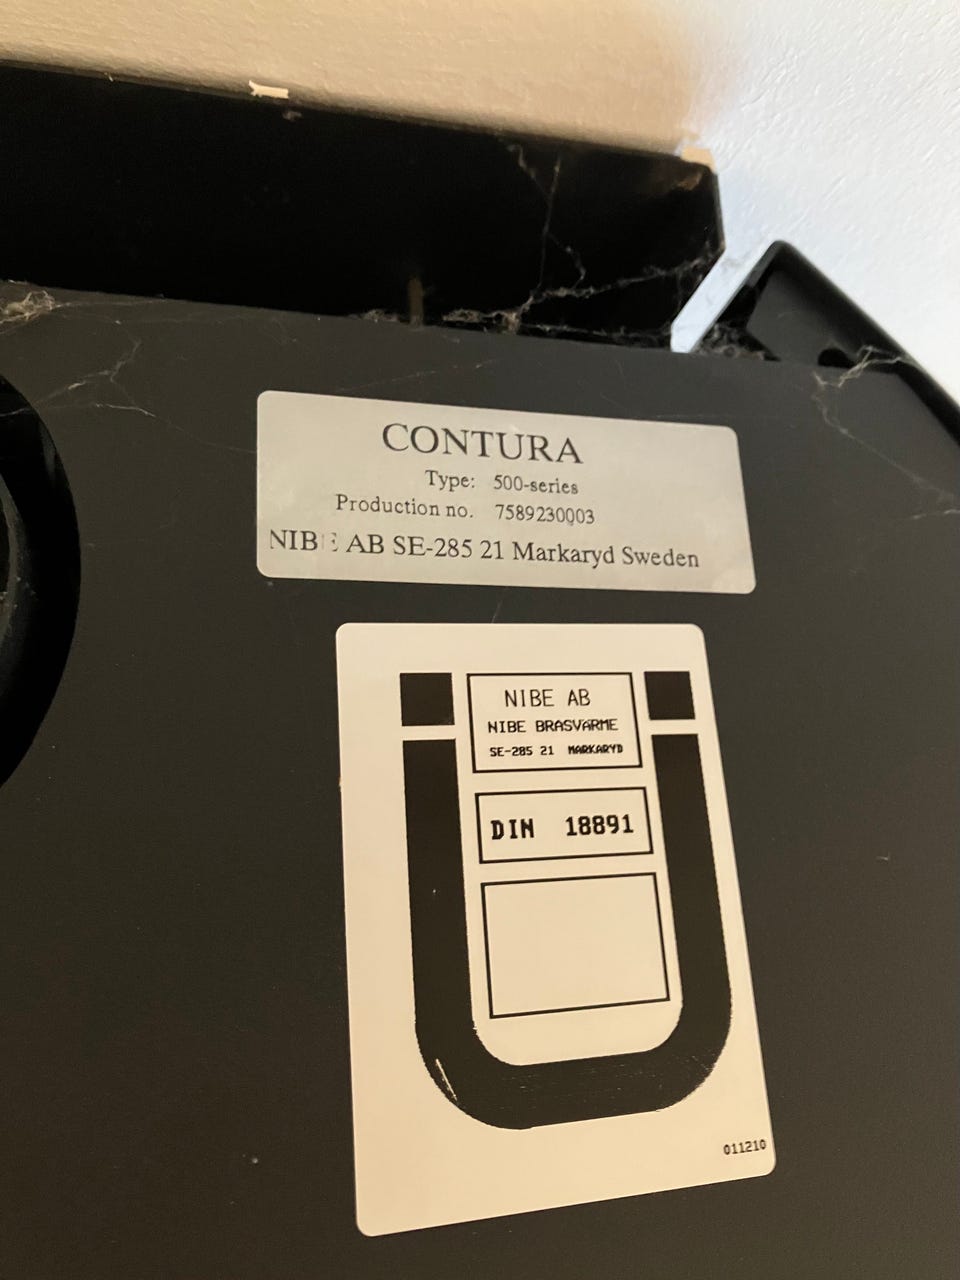 CONTURA
Type: 500-series
Production no. 7589230003
NIBE AB SE-285 21 Markaryd Sweden
NIBE AB
NIBE BRASVÄRME
SE-285 21 MARKARYD
DIN 18891
011210